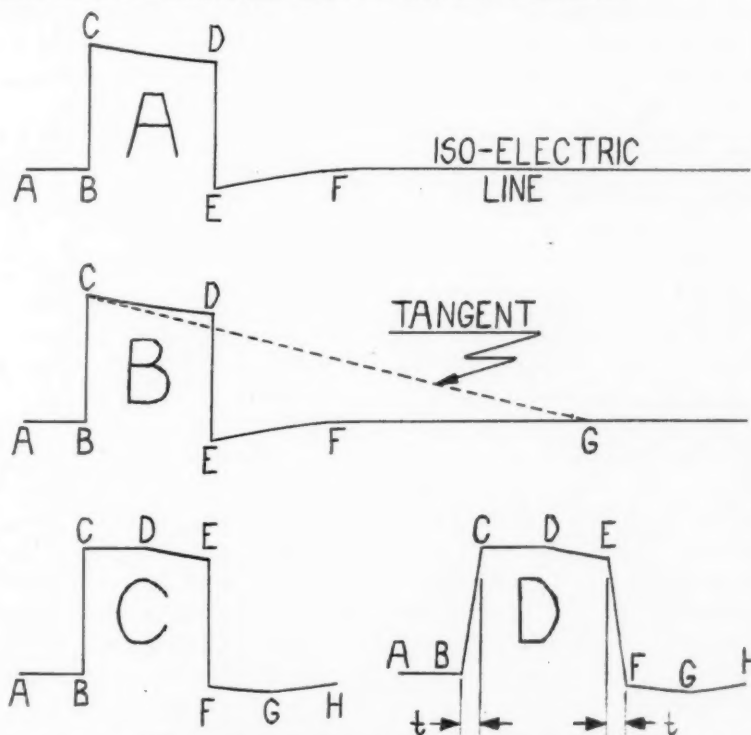 C D
A
ISO-ELECTRIC
A B F LINE
E
C D
TANGENT
B
A B F G
E
C D E C D E
C D
A B F G H
A B F G H
t t